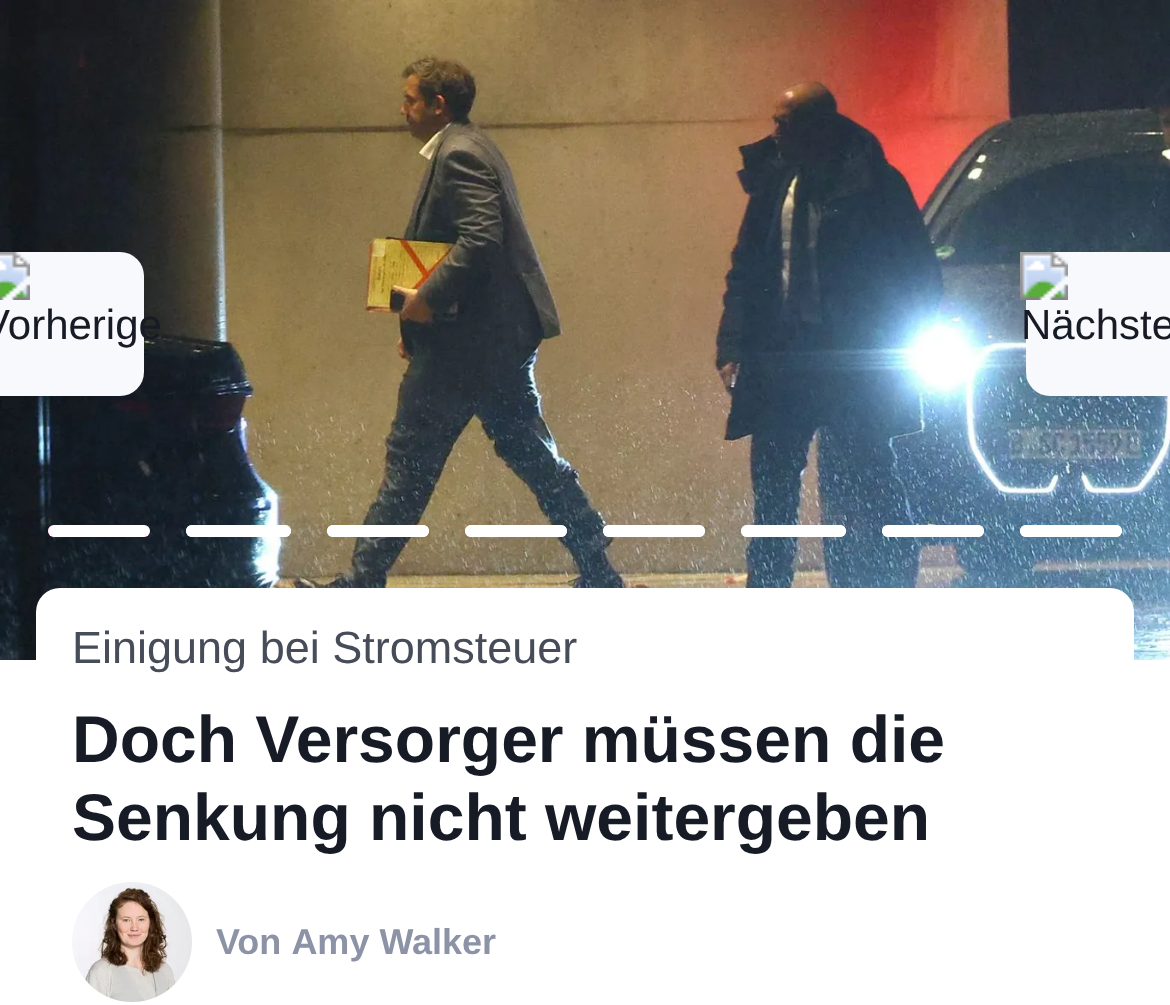 Vorherige
Nächste
Einigung bei Stromsteuer
Doch Versorger müssen die
Senkung nicht weitergeben
Von Amy Walker